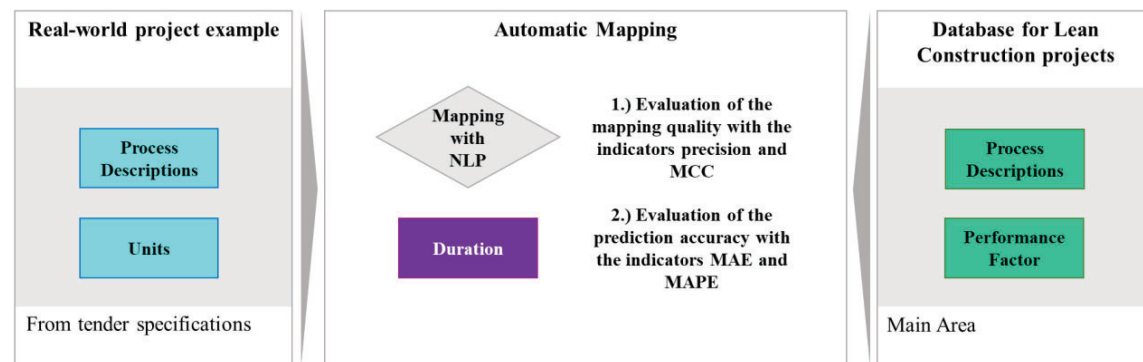 Real-world project example
Process
Descriptions
Units
From tender specifications
Automatic Mapping
Mapping
with
NLP
1.) Evaluation of the
mapping quality with the
indicators precision and
MCC
Duration
2.) Evaluation of the
prediction accuracy with
the indicators MAE and
MAPE
Database for Lean
Construction projects
Process
Descriptions
Performance
Factor
Main Area